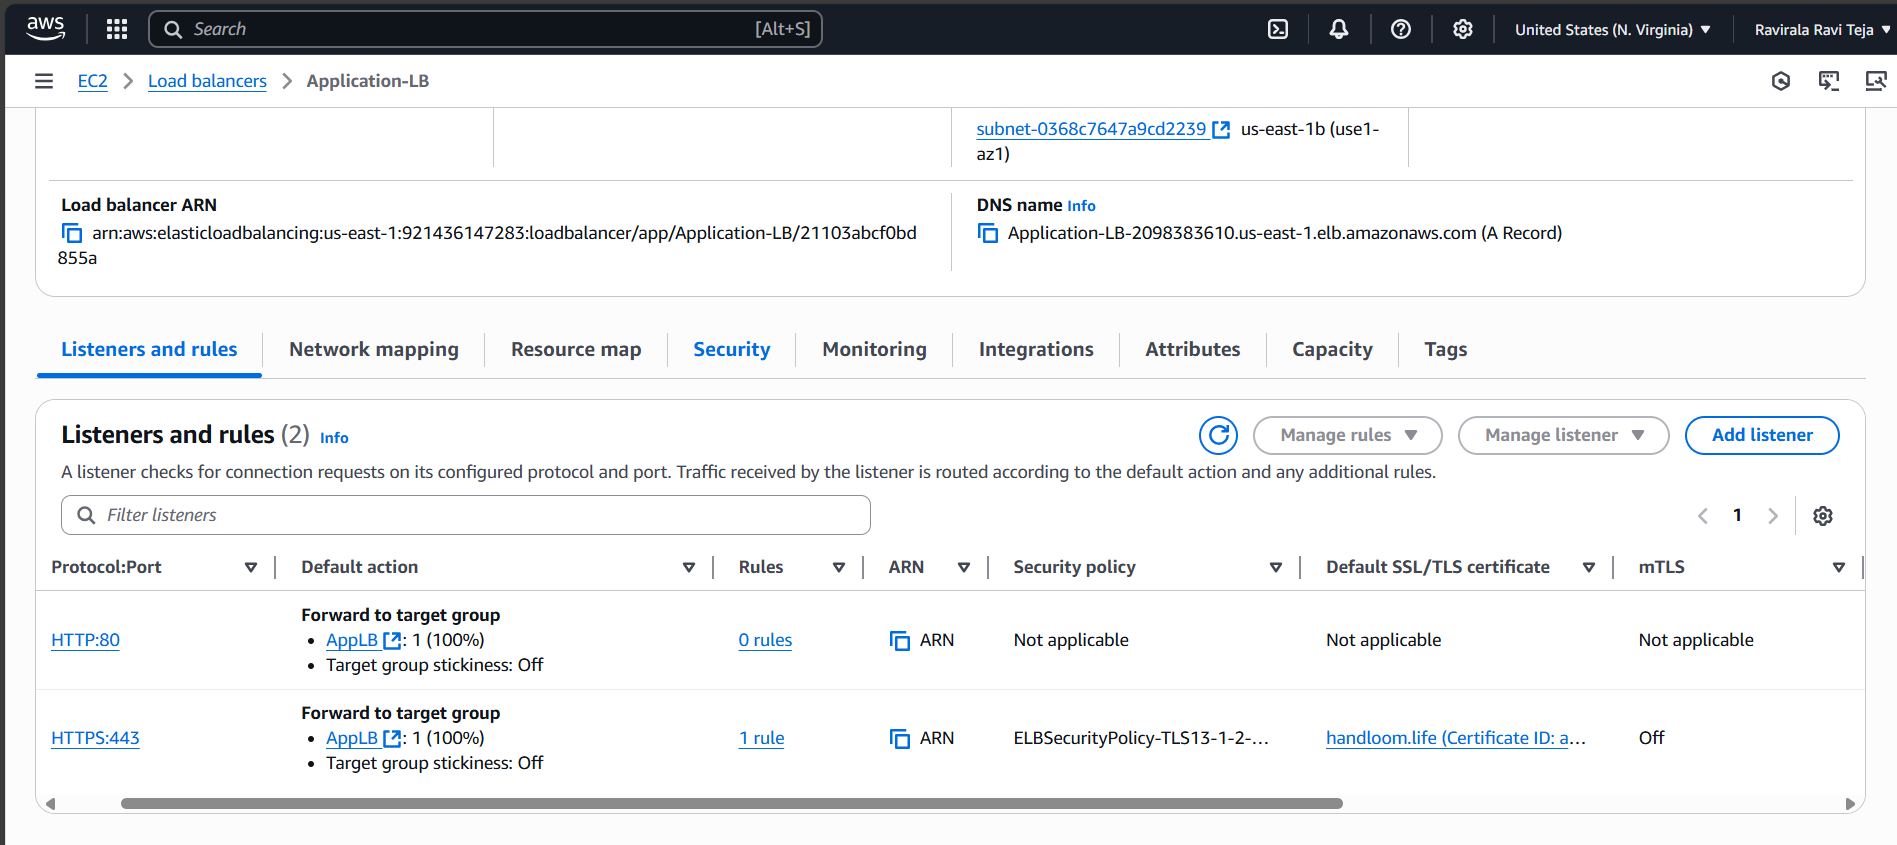 aws Search [Alt+S] United States (N. Virginia) Ravirala Ravi Teja
EC2 Load balancers Application-LB
subnet-0368c7647a9cd2239 us-east-1b (use1-
az1)
Load balancer ARN
arn:aws:elasticloadbalancing:us-east-1:921436147283:loadbalancer/app/Application-LB/21103abcf0bd
855a
DNS name Info
Application-LB-2098383610.us-east-1.elb.amazonaws.com (A Record)
Listeners and rules Network mapping Resource map Security Monitoring Integrations Attributes Capacity Tags
Listeners and rules (2) Info
Manage rules Manage listener Add listener
A listener checks for connection requests on its configured protocol and port. Traffic received by the listener is routed according to the default action and any additional rules.
Filter listeners
1
Protocol:Port Default action Rules ARN Security policy Default SSL/TLS certificate mTLS
Forward to target group
HTTP:80 • AppLB : 1 (100%) 0 rules ARN Not applicable Not applicable Not applicable
• Target group stickiness: Off
Forward to target group
HTTPS:443 • AppLB : 1 (100%) 1 rule ARN ELBSecurityPolicy-TLS13-1-2-... handloom.life (Certificate ID: a... Off
• Target group stickiness: Off